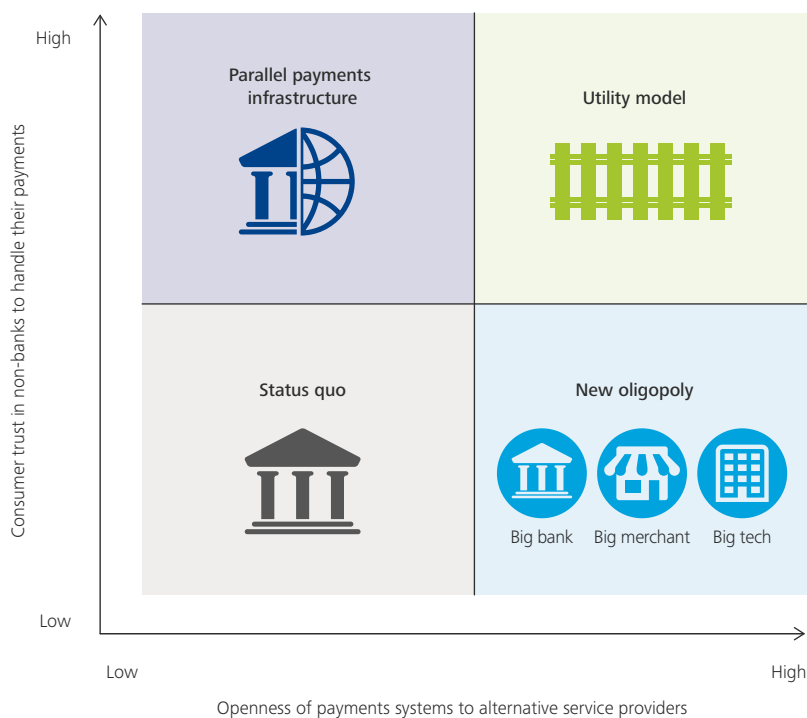 High
Consumer trust in non-banks to handle their payments
Parallel payments
infrastructure
Utility model
Status quo
New oligopoly
Big bank
Big merchant
Big tech
Low
Low
High
Openness of payments systems to alternative service providers